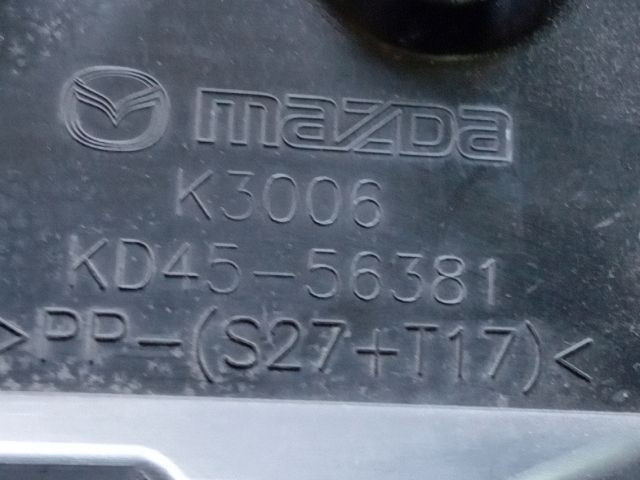 mazda
K3006
KD45-56381
>PP-(S27+T17)<